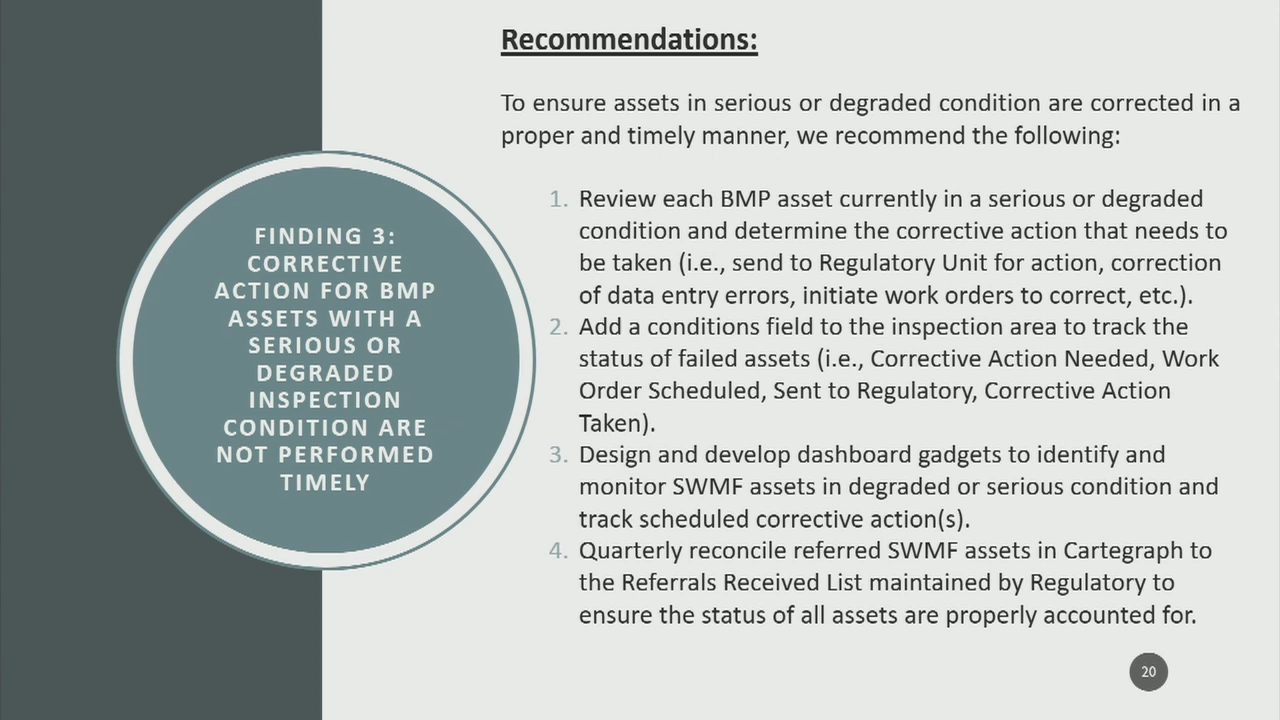 FINDING 3:
CORRECTIVE
ACTION FOR BMP
ASSETS WITH A
SERIOUS OR
DEGRADED
INSPECTION
CONDITION ARE
NOT PERFORMED
TIMELY
Recommendations:
To ensure assets in serious or degraded condition are corrected in a
proper and timely manner, we recommend the following:
1. Review each BMP asset currently in a serious or degraded
condition and determine the corrective action that needs to
be taken (i.e., send to Regulatory Unit for action, correction
of data entry errors, initiate work orders to correct, etc.).
2. Add a conditions field to the inspection area to track the
status of failed assets (i.e., Corrective Action Needed, Work
Order Scheduled, Sent to Regulatory, Corrective Action
Taken).
3. Design and develop dashboard gadgets to identify and
monitor SWMF assets in degraded or serious condition and
track scheduled corrective action(s).
4. Quarterly reconcile referred SWMF assets in Cartegraph to
the Referrals Received List maintained by Regulatory to
ensure the status of all assets are properly accounted for.
20